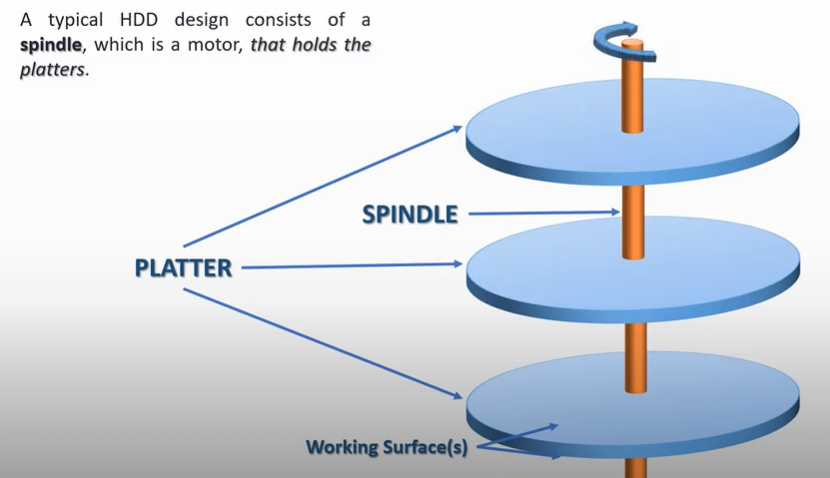 A typical HDD design consists of a
spindle, which is a motor, that holds the
platters.
SPINDLE
PLATTER
Working Surface(s)